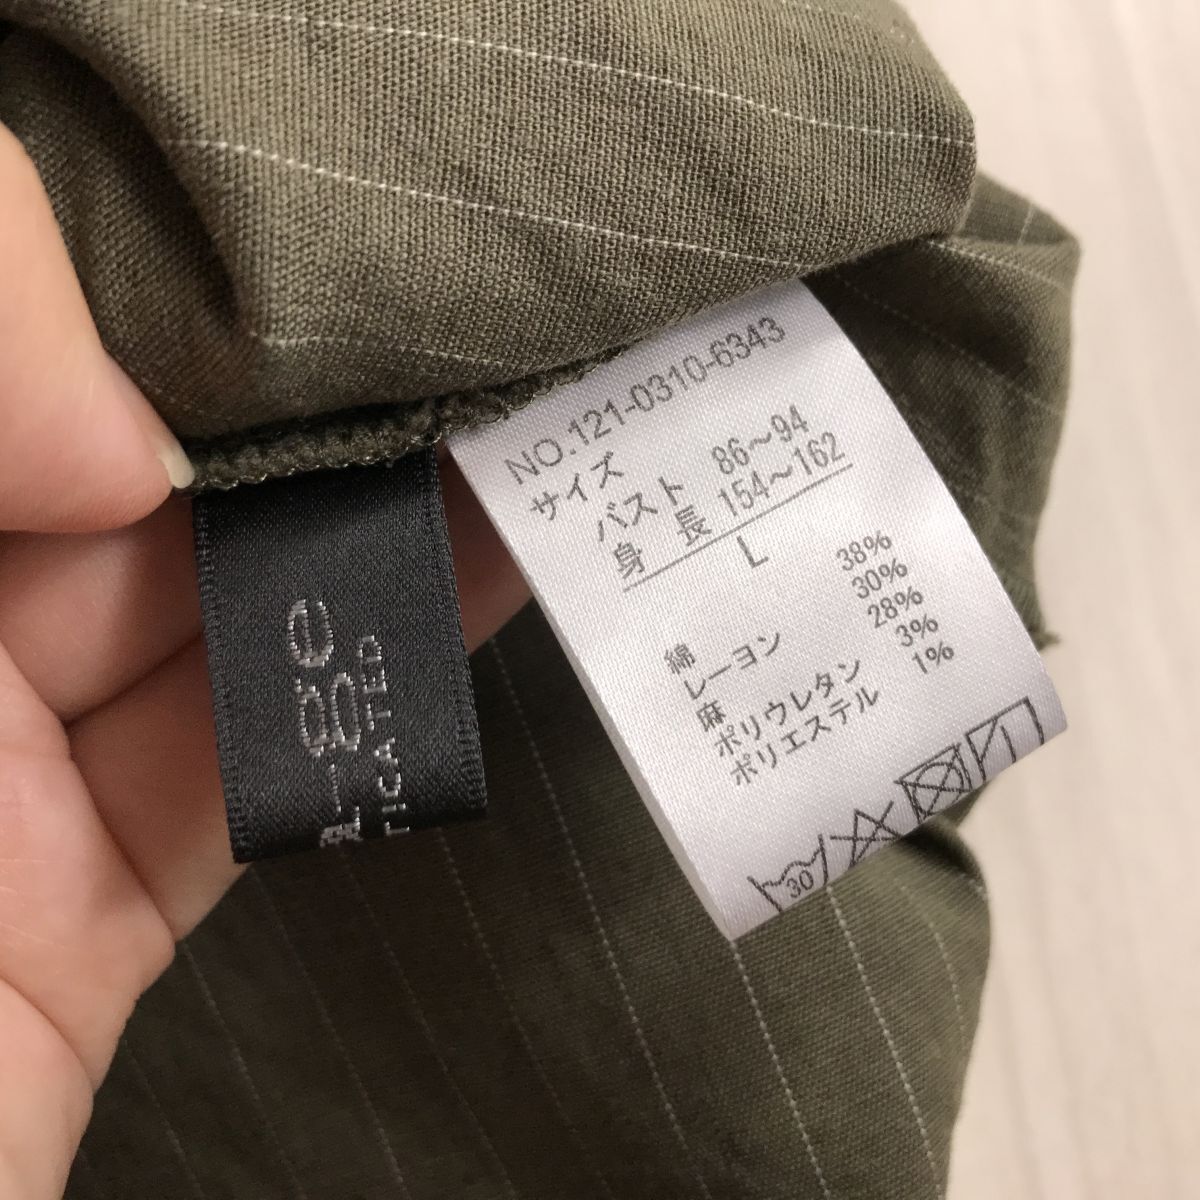 NO.121-0310-6343
サイズ
バスト 86～94
身 長 154～162
L
綿 38%
レーヨン 30%
麻 28%
ポリウレタン 3%
ポリエステル 1%
30
TICATED